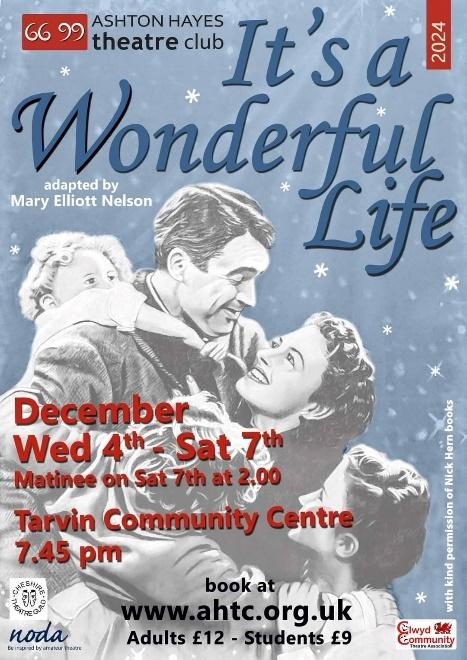 66 99
ASHTON HAYES
theatre club
2024
It's a
Wonderful
Life
adapted by
Mary Elliott Nelson
December
Wed 4th - Sat 7th
Matinee on Sat 7th at 2.00
Tarvin Community Centre
7.45 pm
with kind permission of Nick Hern books
book at
www.ahtc.org.uk
Adults £12 - Students £9
CHESHIRE
THEATRE GUILD
noda
Be inspired by amateur theatre
Clwyd
Community
Theatre Association